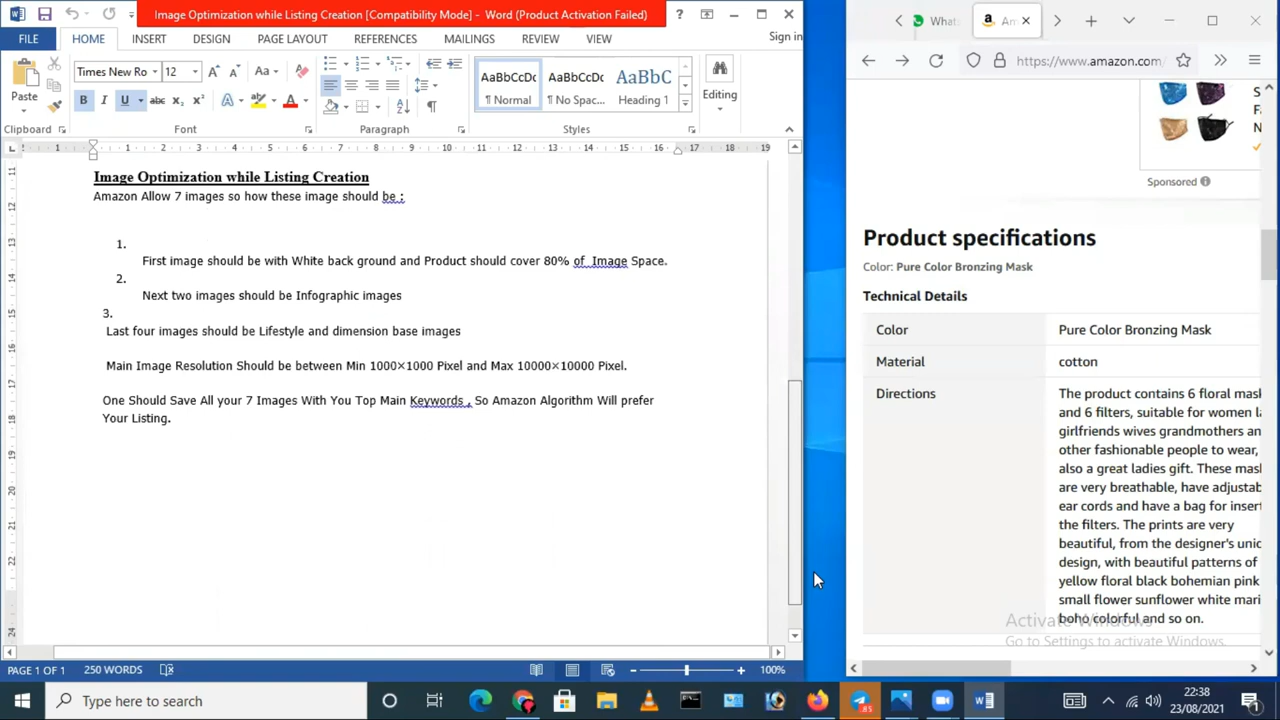 Image Optimization while Listing Creation [Compatibility Mode] - Word (Product Activation Failed)
FILE HOME INSERT DESIGN PAGE LAYOUT REFERENCES MAILINGS REVIEW VIEW Sign in
Paste
Clipboard
Times New Ro 12
Font
Paragraph
AaBbCcDc AaBbCcDc AaBbC
¶ Normal ¶ No Spac... Heading 1
Styles
Editing
Image Optimization while Listing Creation
Amazon Allow 7 images so how these image should be :
1.
First image should be with White back ground and Product should cover 80% of Image Space.
2.
Next two images should be Infographic images
3.
Last four images should be Lifestyle and dimension base images
Main Image Resolution Should be between Min 1000×1000 Pixel and Max 10000×10000 Pixel.
One Should Save All your 7 Images With You Top Main Keywords , So Amazon Algorithm Will prefer
Your Listing.
PAGE 1 OF 1 250 WORDS 100%
What
https://www.amazon.com
Sponsored
Product specifications
Color: Pure Color Bronzing Mask
Technical Details
Color Pure Color Bronzing Mask
Material cotton
Directions The product contains 6 floral mask
and 6 filters, suitable for women l
girlfriends wives grandmothers an
other fashionable people to wear,
also a great ladies gift. These mas
are very breathable, have adjustab
ear cords and have a bag for inser
the filters. The prints are very
beautiful, from the designer's unic
design, with beautiful patterns of
yellow floral black bohemian pink
small flower sunflower white mari
boho colorful and so on.
Activate Windows
Go to Settings to activate Windows.
Type here to search
22:38
23/08/2021